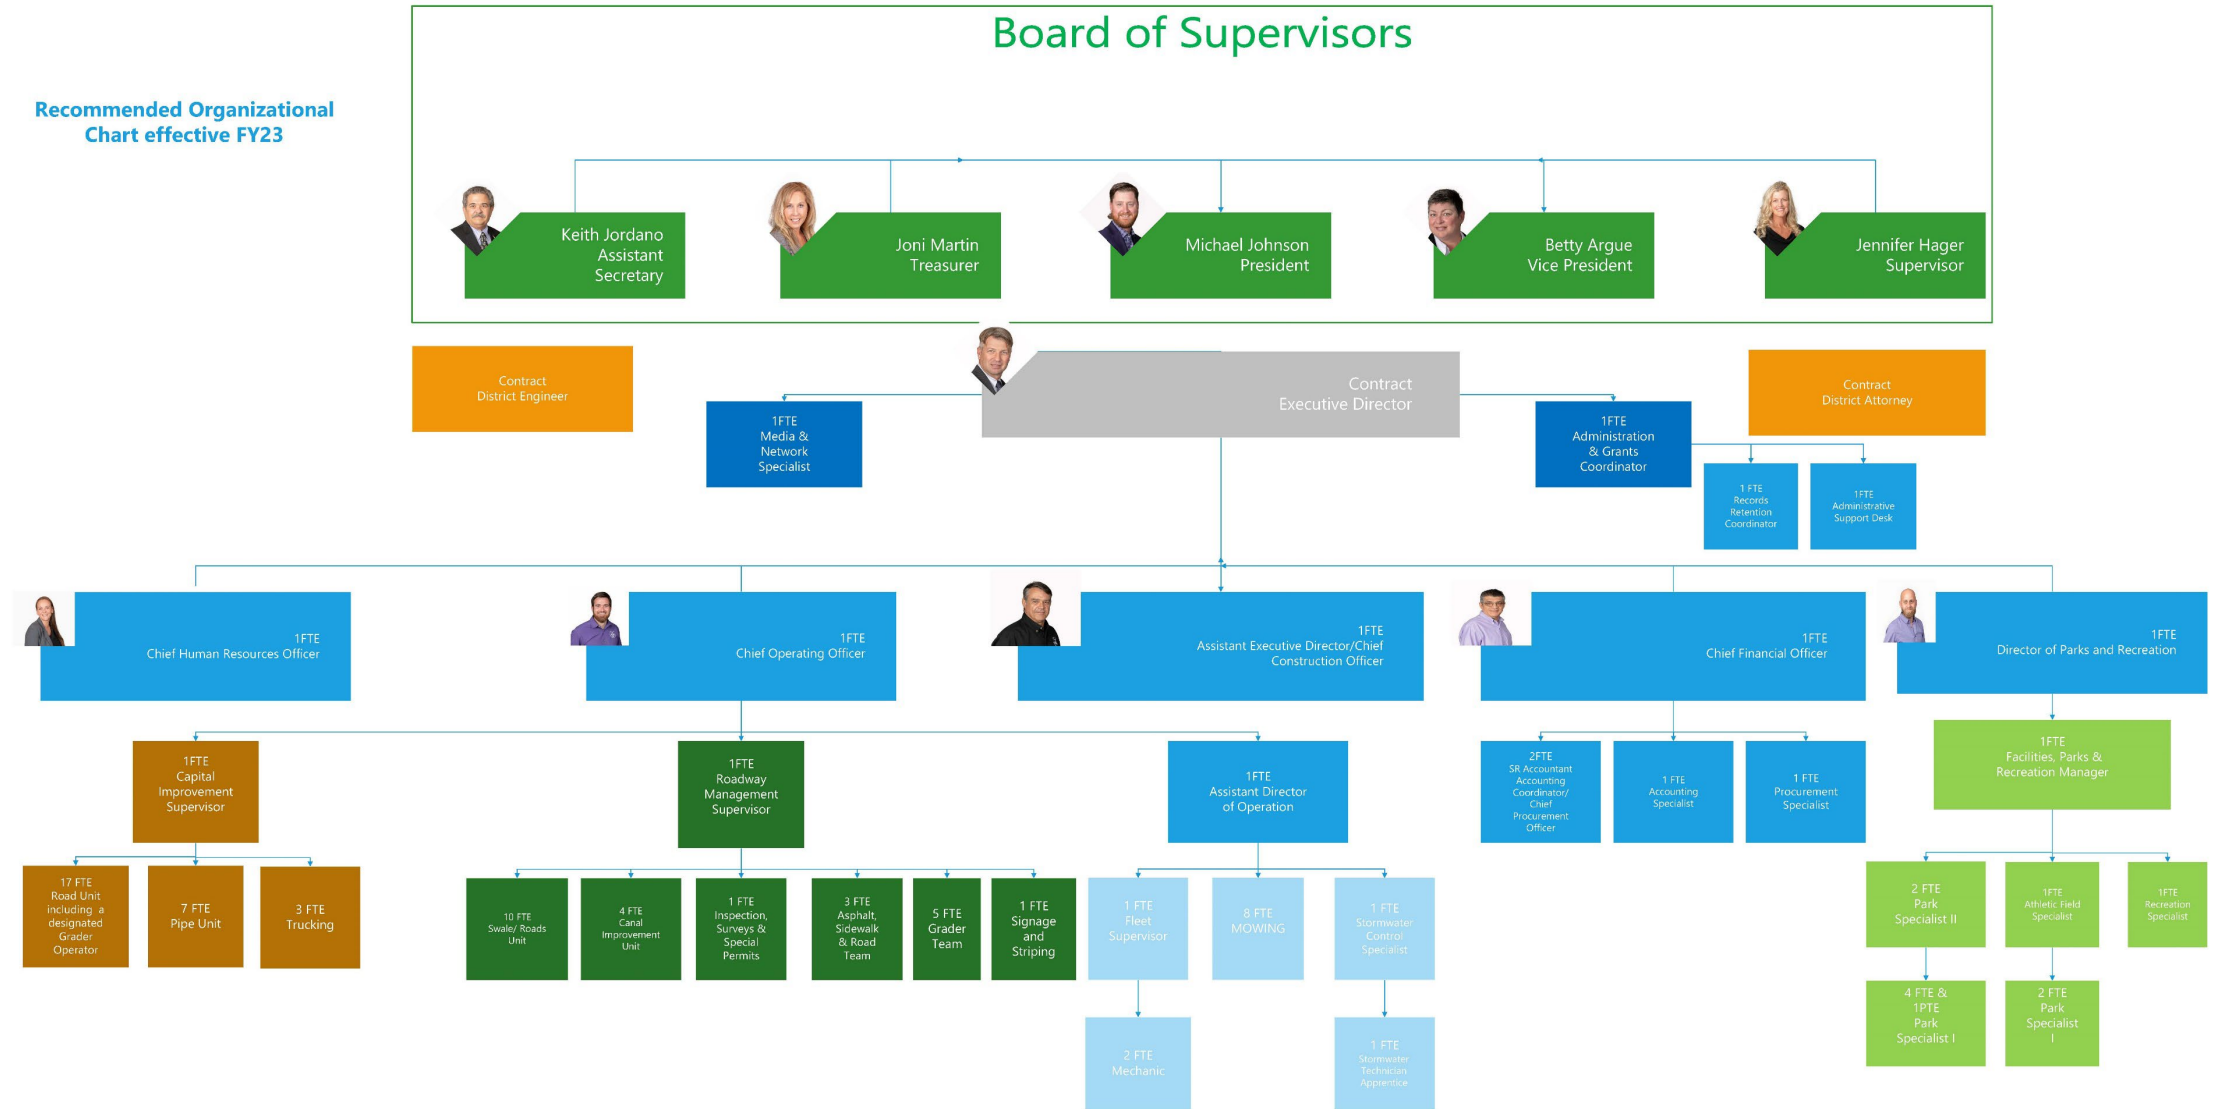 Board of Supervisors
Recommended Organizational
Chart effective FY23
Keith Jordano
Assistant
Secretary
Joni Martin
Treasurer
Michael Johnson
President
Betty Argue
Vice President
Jennifer Hager
Supervisor
Contract
District Engineer
Contract
Executive Director
Contract
District Attorney
1FTE
Media &
Network
Specialist
1FTE
Administration
& Grants
Coordinator
1 FTE
Records
Retention
Coordinator
1FTE
Administrative
Support Desk
1FTE
Chief Human Resources Officer
1FTE
Chief Operating Officer
1FTE
Assistant Executive Director/Chief
Construction Officer
1FTE
Chief Financial Officer
1FTE
Director of Parks and Recreation
1FTE
Capital
Improvement
Supervisor
1FTE
Roadway
Management
Supervisor
1FTE
Assistant Director
of Operation
2FTE
SR Accountant
Accounting
Coordinator/
Chief
Procurement
Officer
1 FTE
Accounting
Specialist
1 FTE
Procurement
Specialist
1FTE
Facilities, Parks &
Recreation Manager
17 FTE
Road Unit
including a
designated
Grader
Operator
7 FTE
Pipe Unit
3 FTE
Trucking
10 FTE
Swale/ Roads
Unit
4 FTE
Canal
Improvement
Unit
1 FTE
Inspection,
Surveys &
Special
Permits
3 FTE
Asphalt,
Sidewalk
& Road
Team
5 FTE
Grader
Team
1 FTE
Signage
and
Striping
1 FTE
Fleet
Supervisor
8 FTE
MOWING
1 FTE
Stormwater
Control
Specialist
2 FTE
Park
Specialist II
1FTE
Athletic Field
Specialist
1FTE
Recreation
Specialist
2 FTE
Mechanic
1 FTE
Stormwater
Technician
Apprentice
4 FTE &
1PTE
Park
Specialist I
2 FTE
Park
Specialist
I